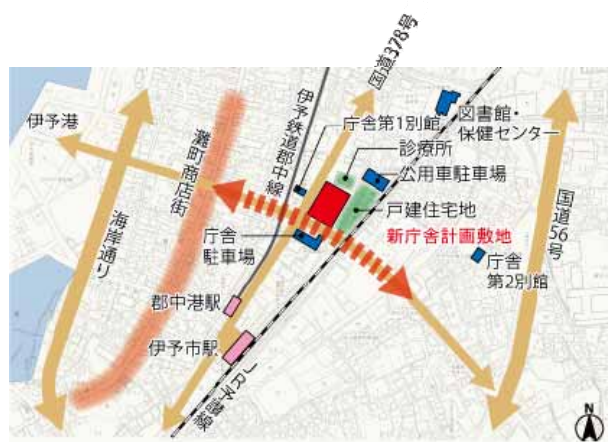 国道378号
伊予鉄道郡中線
図書館・
保健センター
庁舎第1別館
伊予港
診療所
公用車駐車場
灘町商店街
戸建住宅地
国道56号
海岸通り
新庁舎計画敷地
庁舎
駐車場
庁舎
第2別館
郡中港駅
伊予市駅
JR予讃線
N